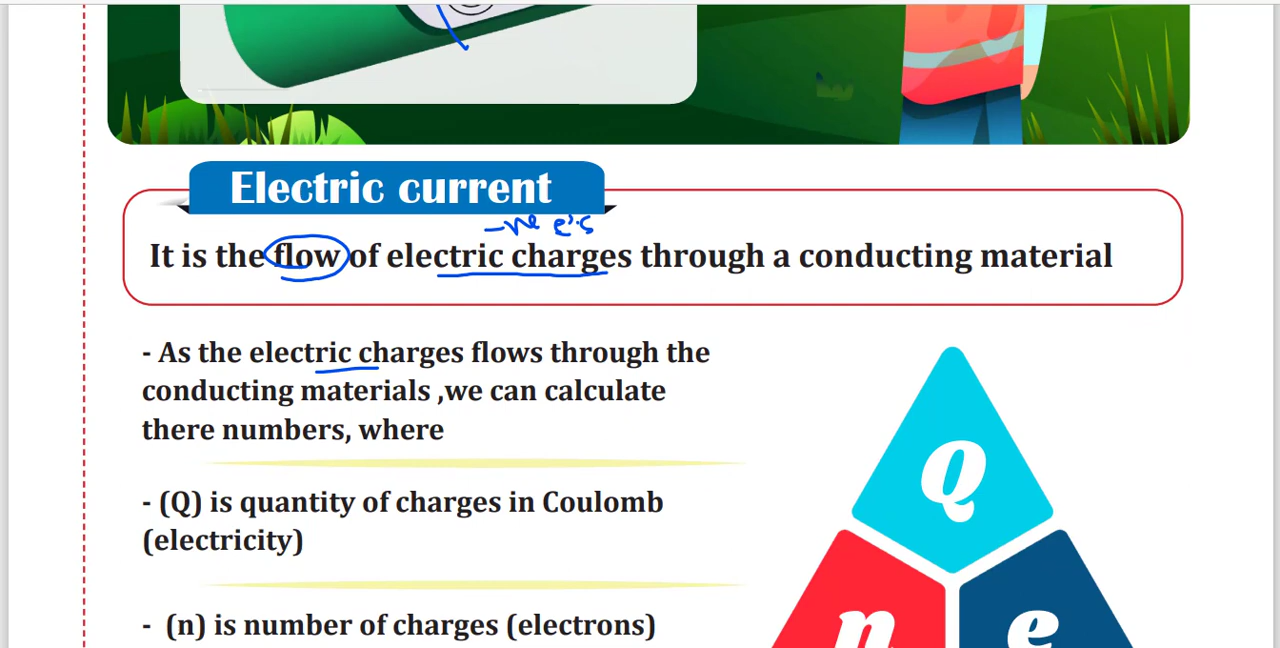 Electric current
-ve e's
It is the flow of electric charges through a conducting material
- As the electric charges flows through the
conducting materials ,we can calculate
there numbers, where
- (Q) is quantity of charges in Coulomb
(electricity)
- (n) is number of charges (electrons)
Q
n
e